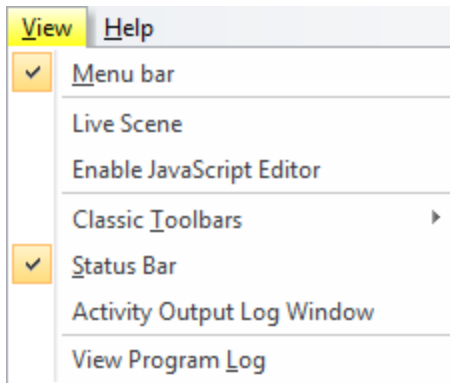 View Help
Menu bar
Live Scene
Enable JavaScript Editor
Classic Toolbars
Status Bar
Activity Output Log Window
View Program Log